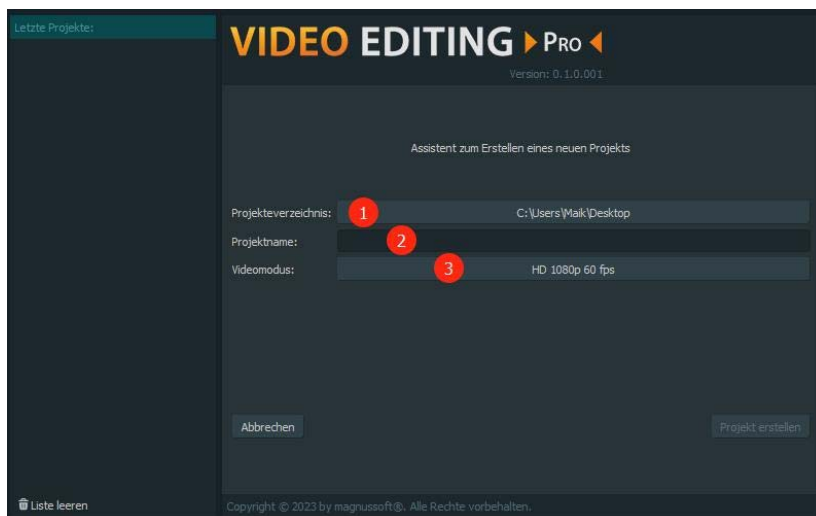 Letzte Projekte:
VIDEO EDITING PRO
Version: 0.1.0.001
Assistent zum Erstellen eines neuen Projekts
Projekteverzeichnis: 1 C:\Users\Maik\Desktop
Projektname: 2
Videomodus: 3 HD 1080p 60 fps
Abbrechen Projekt erstellen
Liste leeren Copyright © 2023 by magnussoft®. Alle Rechte vorbehalten.